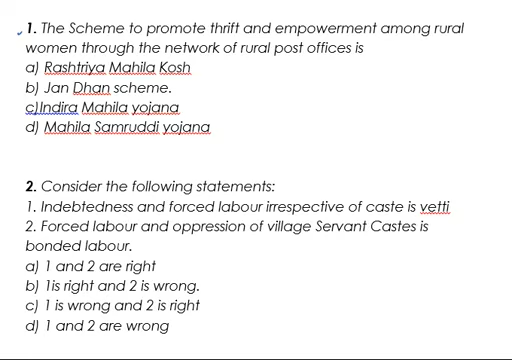 1. The Scheme to promote thrift and empowerment among rural
women through the network of rural post offices is
a) Rashtriya Mahila Kosh
b) Jan Dhan scheme.
c)Indira Mahila yojana
d) Mahila Samruddi yojana
2. Consider the following statements:
1. Indebtedness and forced labour irrespective of caste is vetti
2. Forced labour and oppression of village Servant Castes is
bonded labour.
a) 1 and 2 are right
b) 1is right and 2 is wrong.
c) 1 is wrong and 2 is right
d) 1 and 2 are wrong